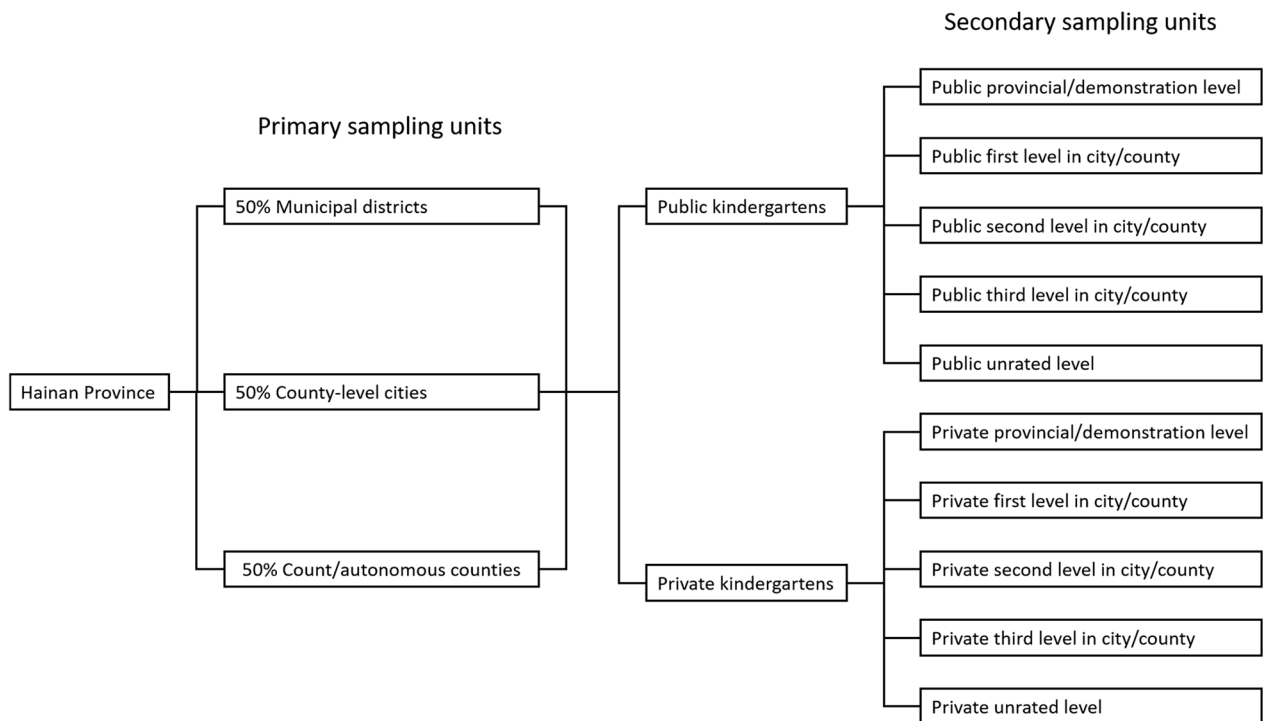 Secondary sampling units
Primary sampling units
Hainan Province
50% Municipal districts
50% County-level cities
50% Count/autonomous counties
Public kindergartens
Private kindergartens
Public provincial/demonstration level
Public first level in city/county
Public second level in city/county
Public third level in city/county
Public unrated level
Private provincial/demonstration level
Private first level in city/county
Private second level in city/county
Private third level in city/county
Private unrated level